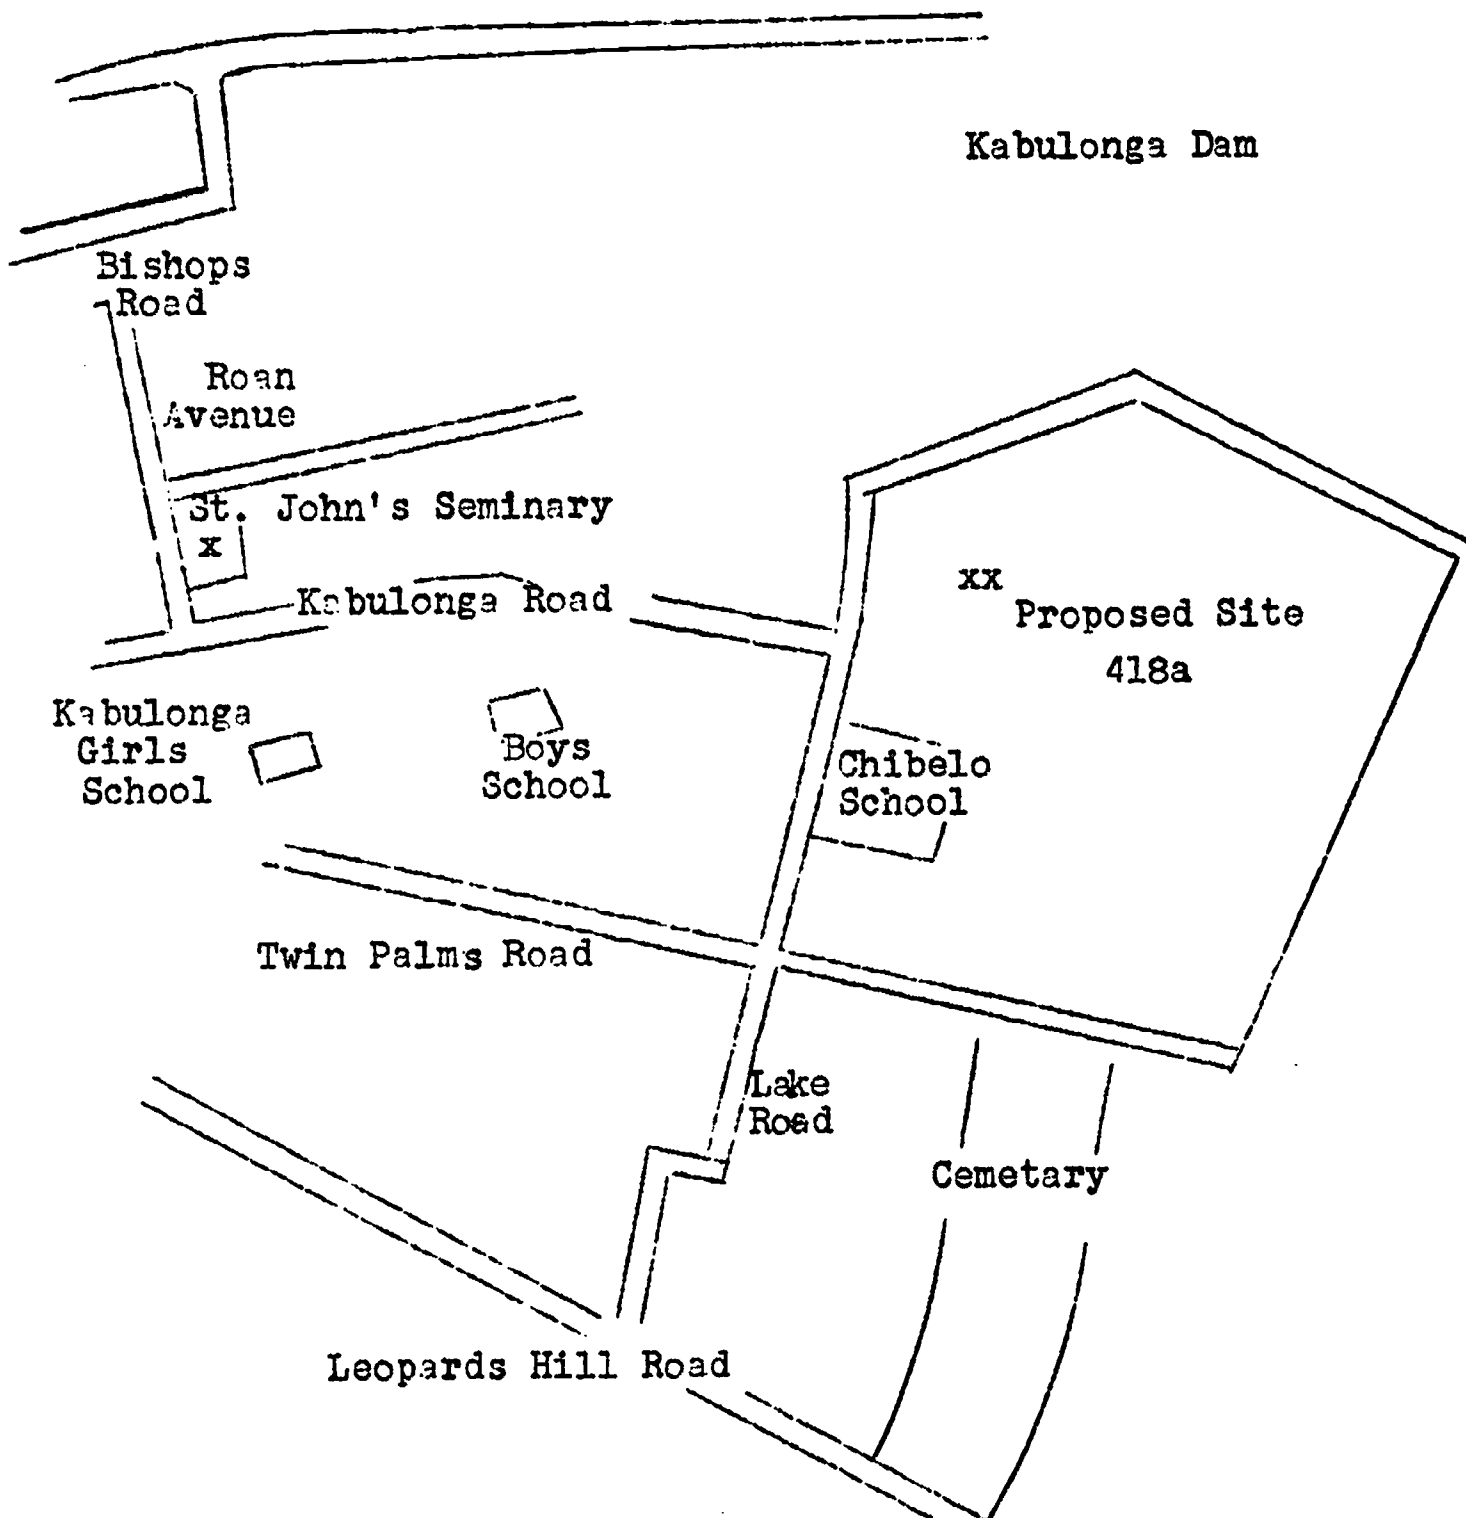 Kabulonga Dam
Bishops
Road
Roan
Avenue
St. John's Seminary
x
xx
Kabulonga Road
Proposed Site
418a
Kabulonga
Girls
School
Boys
School
Chibelo
School
Twin Palms Road
Lake
Road
Cemetary
Leopards Hill Road